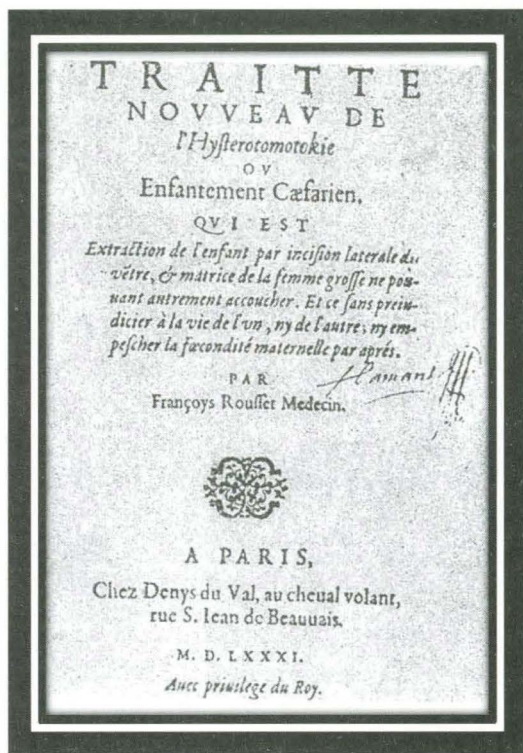 TRAITTE
NOVVEAV DE
l'Hyſterotomotokie
OV
Enfantement Cæſarien,
QVI EST
Extraction de l'enfant par inciſion laterale du
vẽtre, & matrice de la femme groſſe ne pou-
uant autrement accoucher. Et ce ſans preiu-
dicier à la vie de l'vn, ny de l'autre; ny em-
peſcher la fœcondité maternelle par aprés.
PAR
Françoys Rouſſet Medecin.
A PARIS,
Chez Denys du Val, au cheual volant,
rue S. Iean de Beauuais.
M. D. LXXXI.
Auec priuilege du Roy.